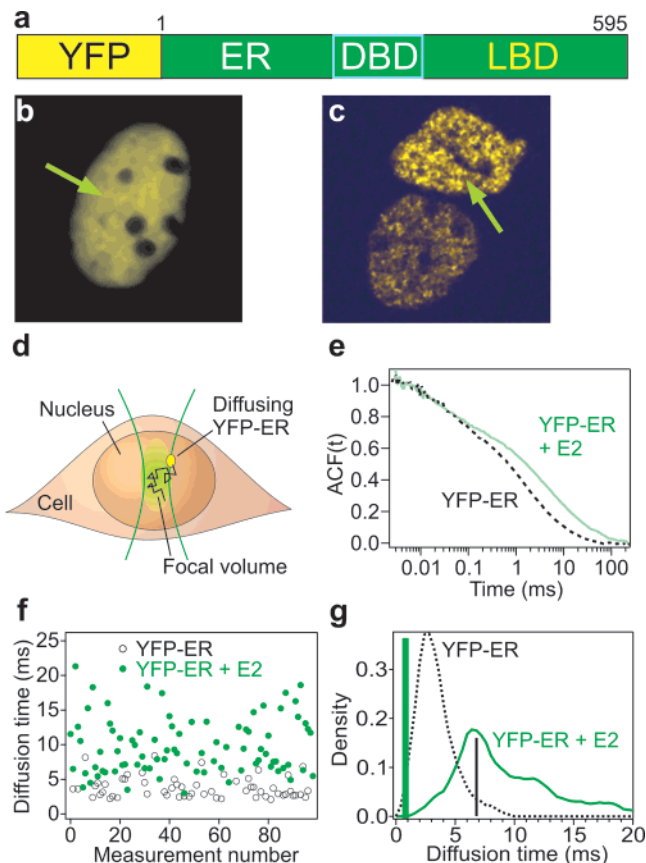 a
1 595
YFP ER DBD LBD
b
c
d
Nucleus
Diffusing
YFP-ER
Cell
Focal volume
e
ACF(t)
1.0
0.8
0.6
0.4
0.2
0.0
YFP-ER
+ E2
YFP-ER
0.01 0.1 1 10 100
Time (ms)
f
Diffusion time (ms)
25
20
15
10
5
0
YFP-ER
YFP-ER + E2
0 20 40 60 80
Measurement number
g
Density
0.3
0.2
0.1
0.0
YFP-ER
YFP-ER + E2
0 5 10 15 20
Diffusion time (ms)